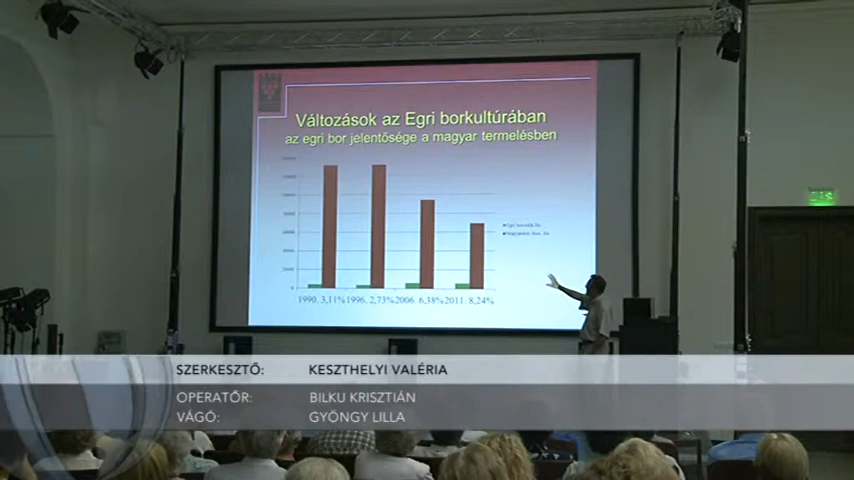 Változások az Egri borkultúrában
az egri bor jelentősége a magyar termelésben
1990. 3,11% 1996. 2,73% 2006. 6,38% 2011. 8,24%
SZERKESZTŐ: KESZTHELYI VALÉRIA
OPERATŐR: BILKU KRISZTIÁN
VÁGÓ: GYÖNGY LILLA